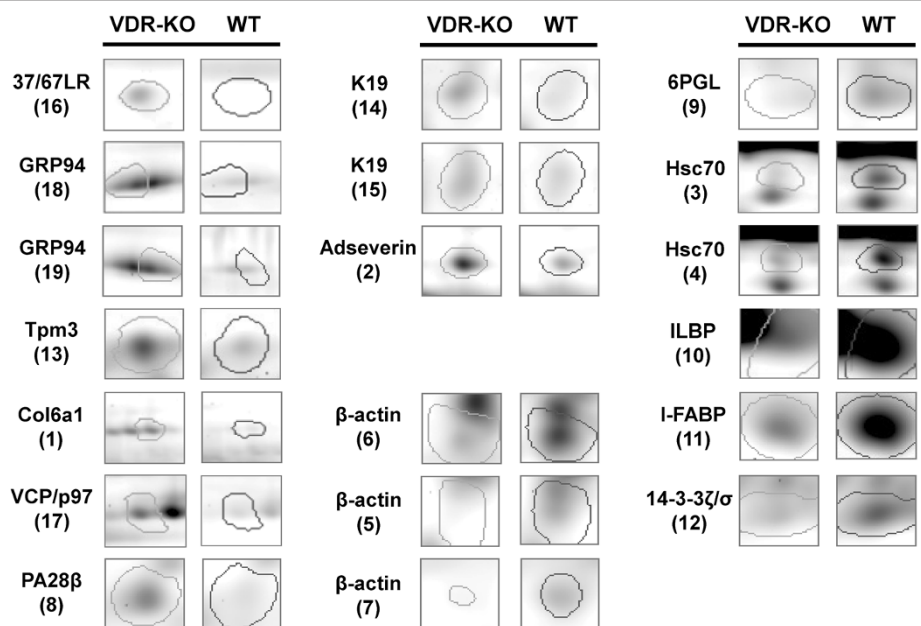 VDR-KO WT
37/67LR
(16)
GRP94
(18)
GRP94
(19)
Tpm3
(13)
Col6a1
(1)
VCP/p97
(17)
PA28β
(8)
VDR-KO WT
K19
(14)
K19
(15)
Adseverin
(2)
β-actin
(6)
β-actin
(5)
β-actin
(7)
VDR-KO WT
6PGL
(9)
Hsc70
(3)
Hsc70
(4)
ILBP
(10)
I-FABP
(11)
14-3-3ζ/σ
(12)